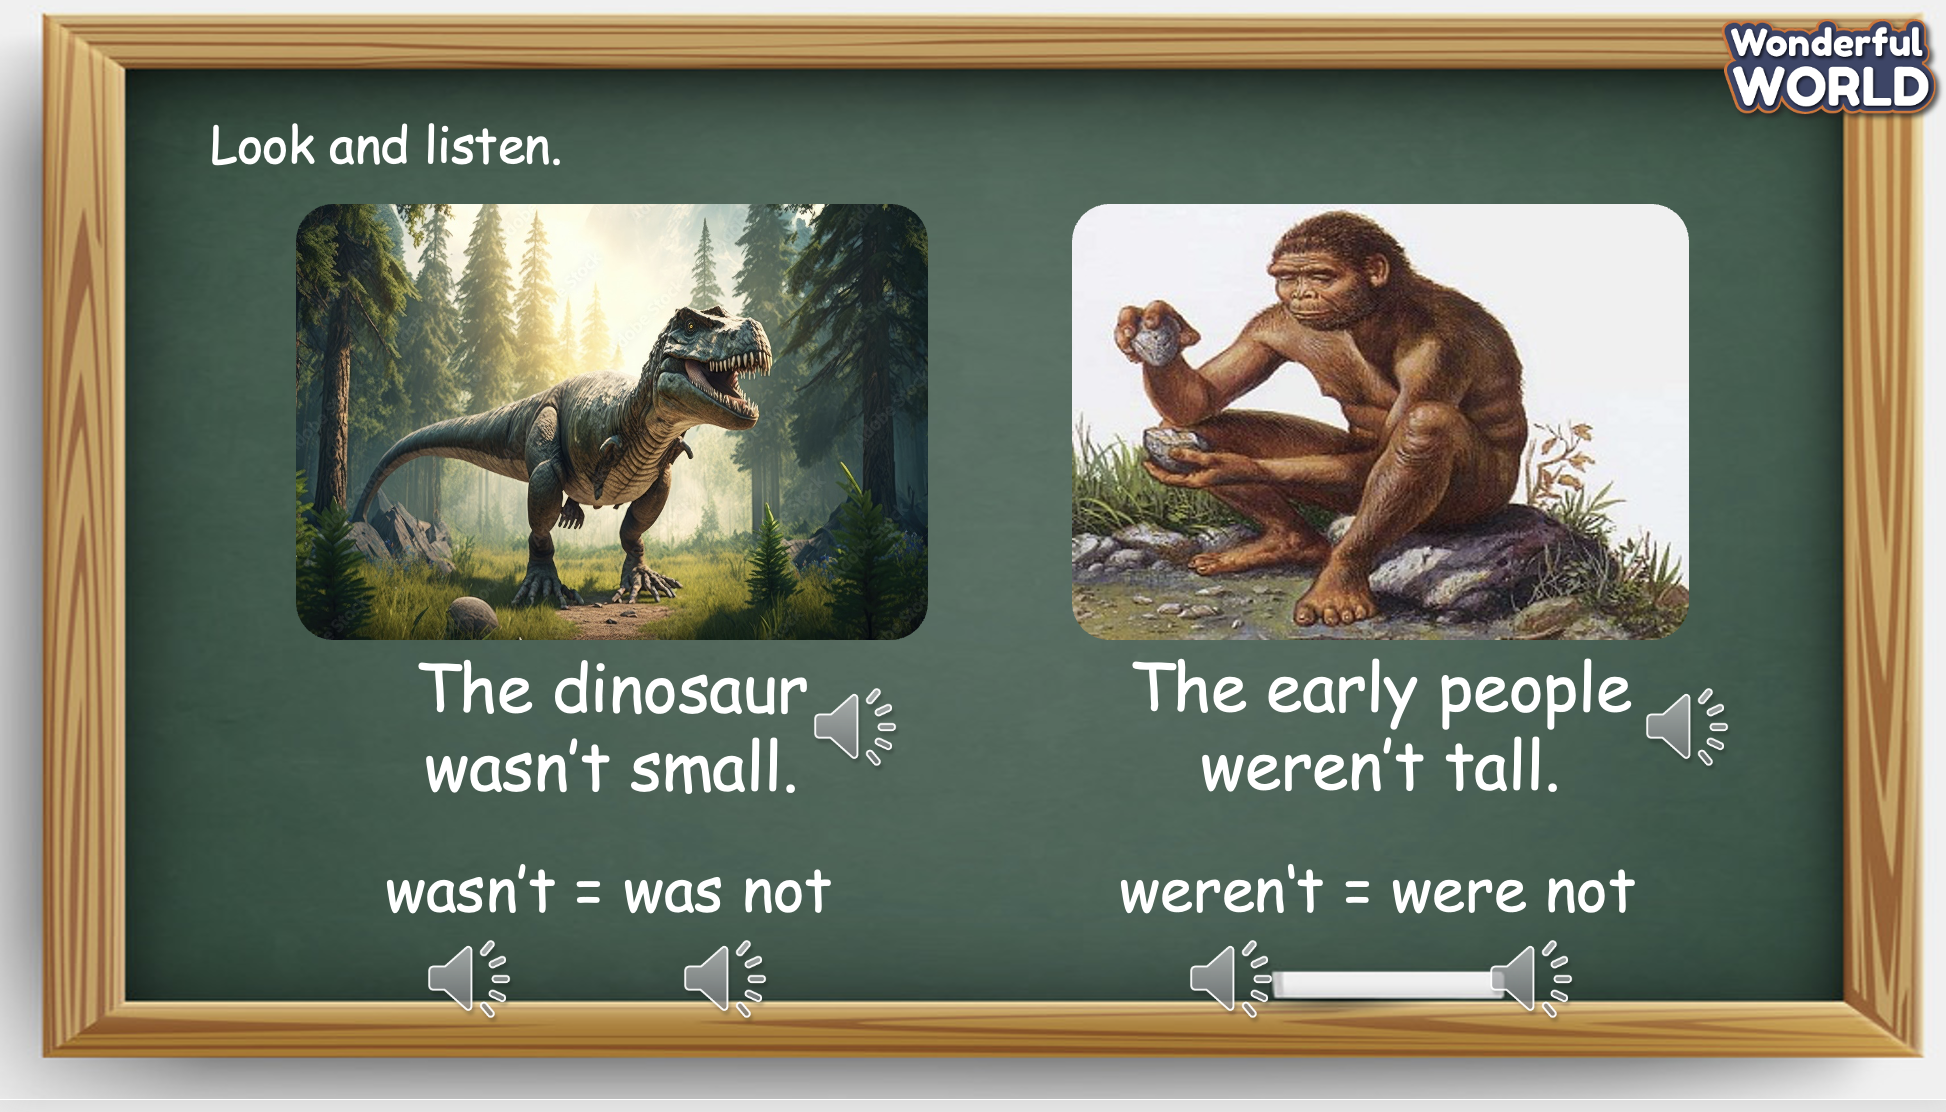 Wonderful
WORLD
Look and listen.
The dinosaur
wasn't small.
The early people
weren't tall.
wasn't = was not
weren't = were not